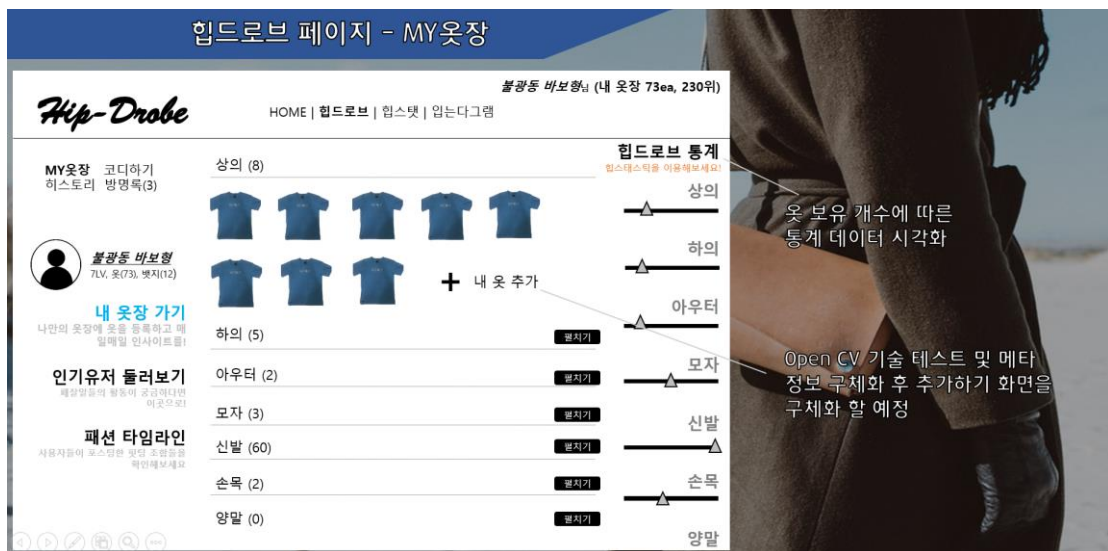 힙드로브 페이지 - MY옷장
불광동 바보형님 (내 옷장 73ea, 230위)
Hip-Drobe
HOME | 힙드로브 | 힙스탯 | 입는다그램
MY옷장 코디하기
히스토리 방명록(3)
불광동 바보형
7LV, 옷(73), 뱃지(12)
내 옷장 가기
나만의 옷장에 옷을 등록하고 매
일매일 인사이트를!
인기유저 둘러보기
패찰맘들의 활동이 궁금하다면
이곳으로!
패션 타임라인
사용자들이 포스팅한 핏팅 조합들을
확인해보세요
상의 (8)
내 옷 추가
하의 (5)
펼치기
아우터 (2)
펼치기
모자 (3)
펼치기
신발 (60)
펼치기
손목 (2)
펼치기
양말 (0)
펼치기
힙드로브 통계
힙스태스틱을 이용해보세요!
상의
하의
아우터
모자
신발
손목
양말
옷 보유 개수에 따른
통계 데이터 시각화
Open CV 기술 테스트 및 메타
정보 구체화 후 추가하기 화면을
구체화 할 예정